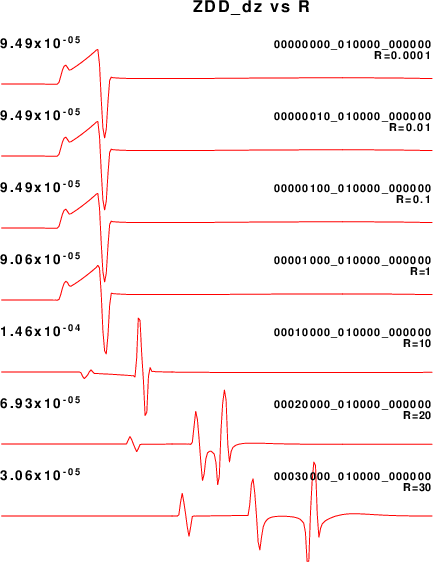 ZDD_dz vs R
9.49x10^-05 00000000_010000_000000
R=0.0001
9.49x10^-05 00000010_010000_000000
R=0.01
9.49x10^-05 00000100_010000_000000
R=0.1
9.06x10^-05 00001000_010000_000000
R=1
1.46x10^-04 00010000_010000_000000
R=10
6.93x10^-05 00020000_010000_000000
R=20
3.06x10^-05 00030000_010000_000000
R=30